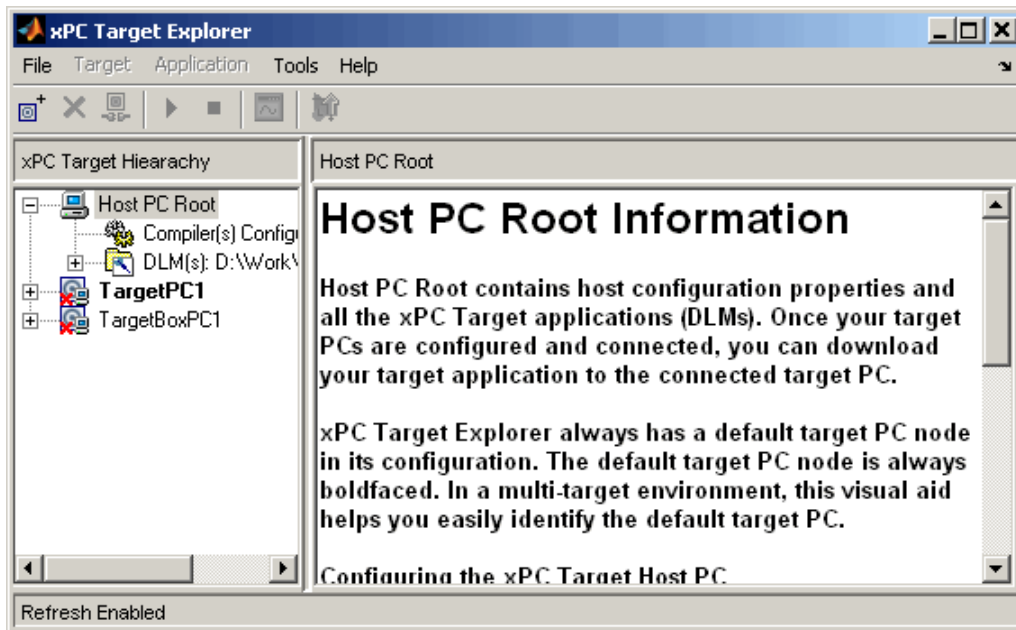 xPC Target Explorer
File Target Application Tools Help
xPC Target Hiearachy
Host PC Root
Host PC Root
Compiler(s) Config
DLM(s): D:\Work\
TargetPC1
TargetBoxPC1
Host PC Root Information
Host PC Root contains host configuration properties and
all the xPC Target applications (DLMs). Once your target
PCs are configured and connected, you can download
your target application to the connected target PC.
xPC Target Explorer always has a default target PC node
in its configuration. The default target PC node is always
boldfaced. In a multi-target environment, this visual aid
helps you easily identify the default target PC.
Configuring the xPC Target Host PC
Refresh Enabled